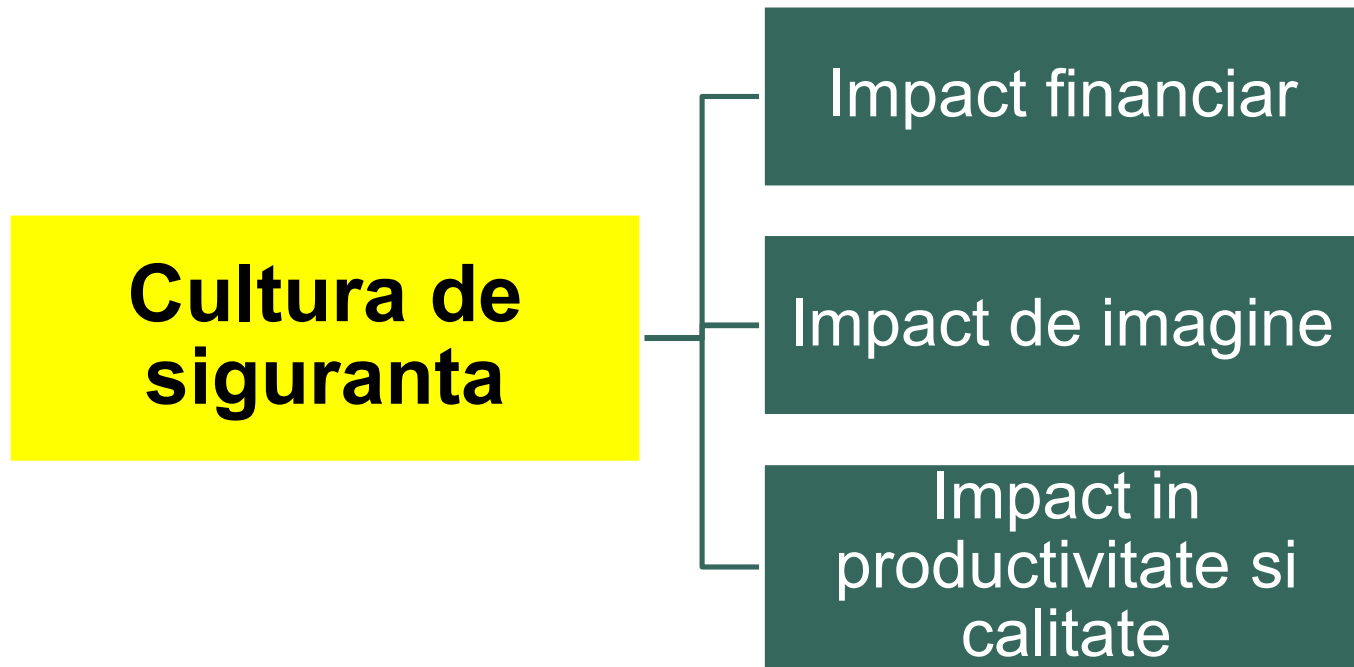 Cultura de
siguranta
Impact financiar
Impact de imagine
Impact in
productivitate si
calitate